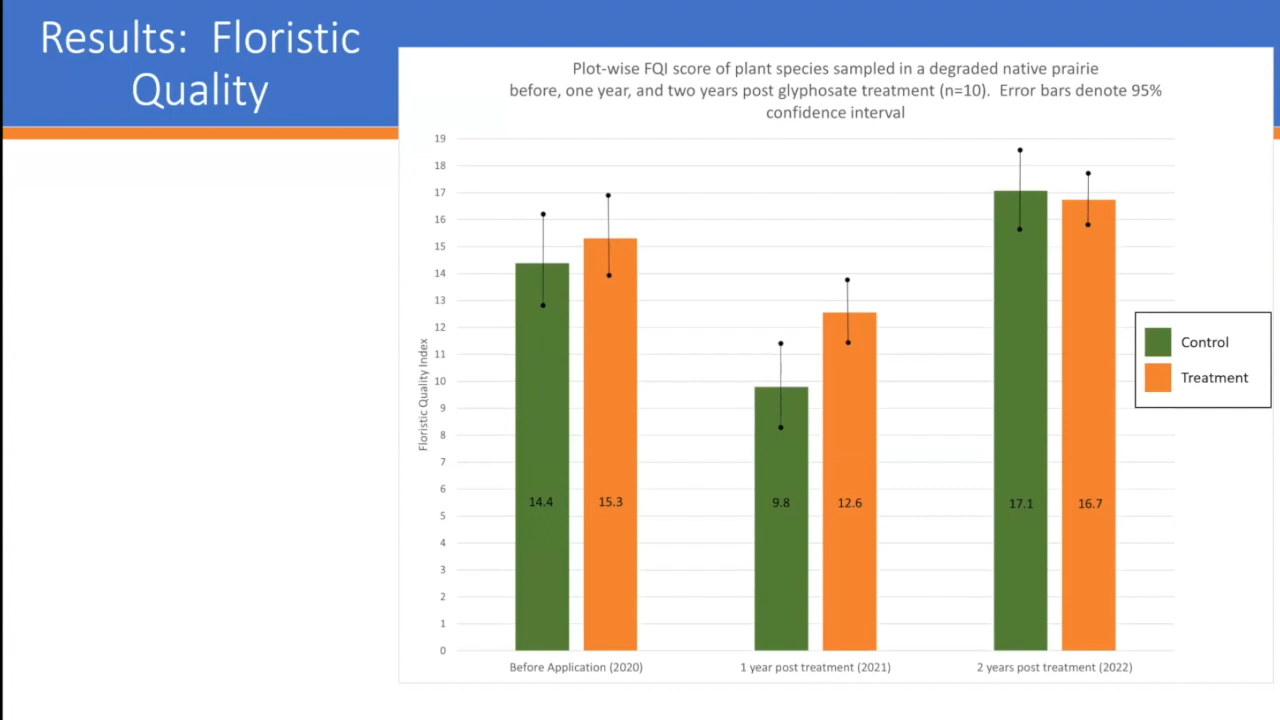 Results:  Floristic
Quality
Plot-wise FQI score of plant species sampled in a degraded native prairie
before, one year, and two years post glyphosate treatment (n=10).  Error bars denote 95%
confidence interval
Floristic Quality Index
19
18
17
16
15
14
13
12
11
10
9
8
7
6
5
4
3
2
1
0
14.4
15.3
9.8
12.6
17.1
16.7
Before Application (2020)
1 year post treatment (2021)
2 years post treatment (2022)
Control
Treatment